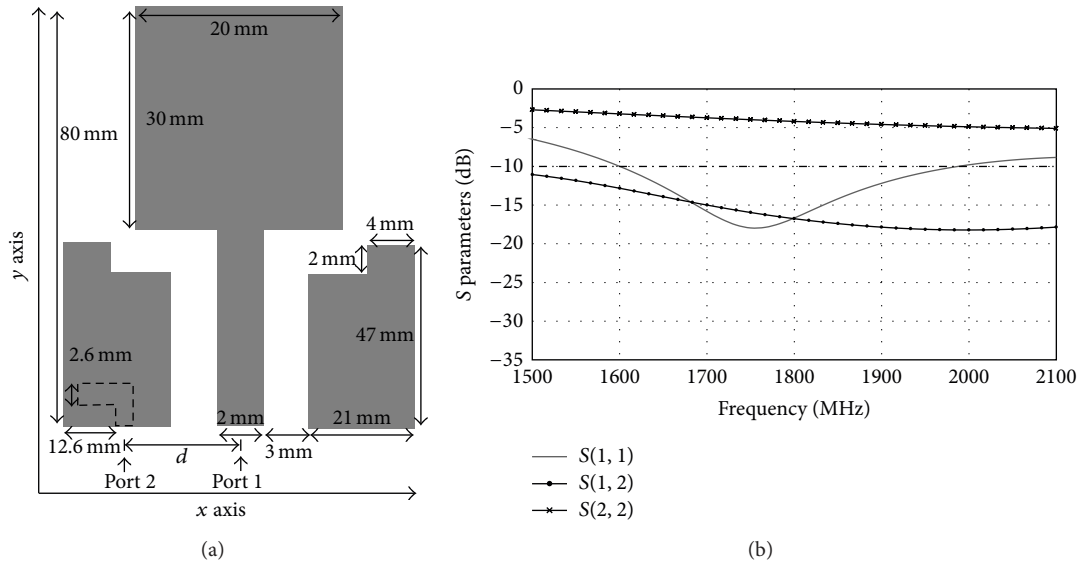 20 mm
80 mm
30 mm
4 mm
2 mm
47 mm
2.6 mm
2 mm
21 mm
12.6 mm
d
3 mm
Port 2
Port 1
x axis
y axis
(a)
0
−5
−10
−15
−20
−25
−30
−35
S parameters (dB)
1500 1600 1700 1800 1900 2000 2100
Frequency (MHz)
S(1, 1)
S(1, 2)
S(2, 2)
(b)